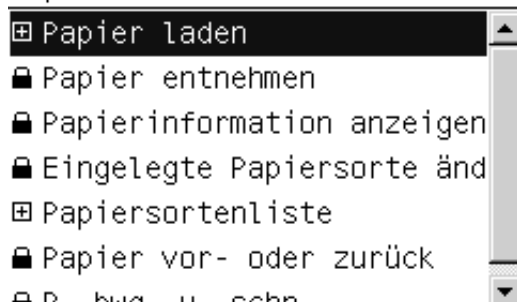 Papier laden
Papier entnehmen
Papierinformation anzeigen
Eingelegte Papiersorte änd
Papiersortenliste
Papier vor- oder zurück